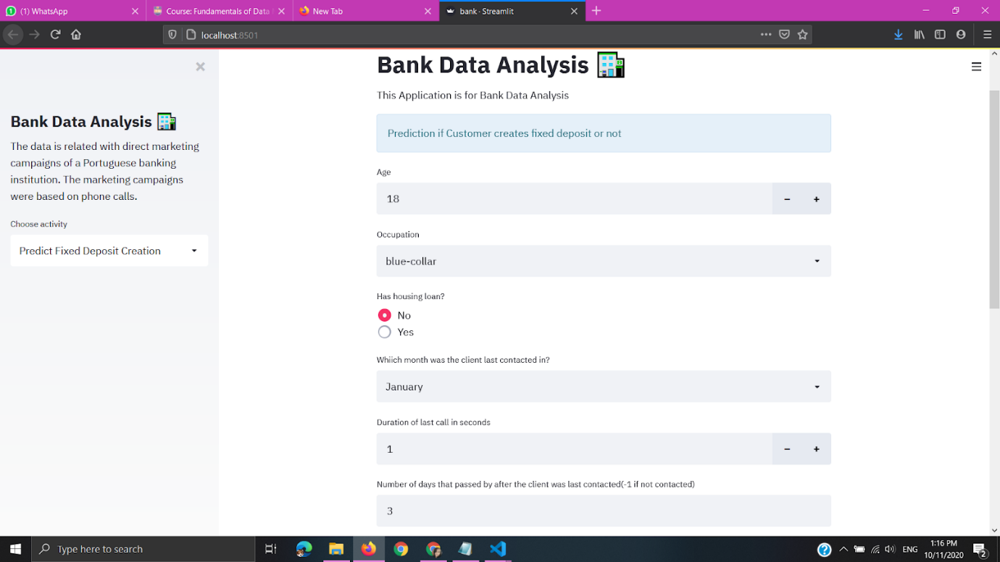 (1) WhatsApp
Course: Fundamentals of Data
New Tab
bank · Streamlit
localhost:8501
Bank Data Analysis
The data is related with direct marketing
campaigns of a Portuguese banking
institution. The marketing campaigns
were based on phone calls.
Choose activity
Predict Fixed Deposit Creation
Bank Data Analysis
This Application is for Bank Data Analysis
Prediction if Customer creates fixed deposit or not
Age
18
Occupation
blue-collar
Has housing loan?
No
Yes
Whiich month was the client last contacted in?
January
Duration of last call in seconds
1
Number of days that passed by after the client was last contacted(-1 if not contacted)
3
Type here to search
ENG
1:16 PM
10/11/2020
2